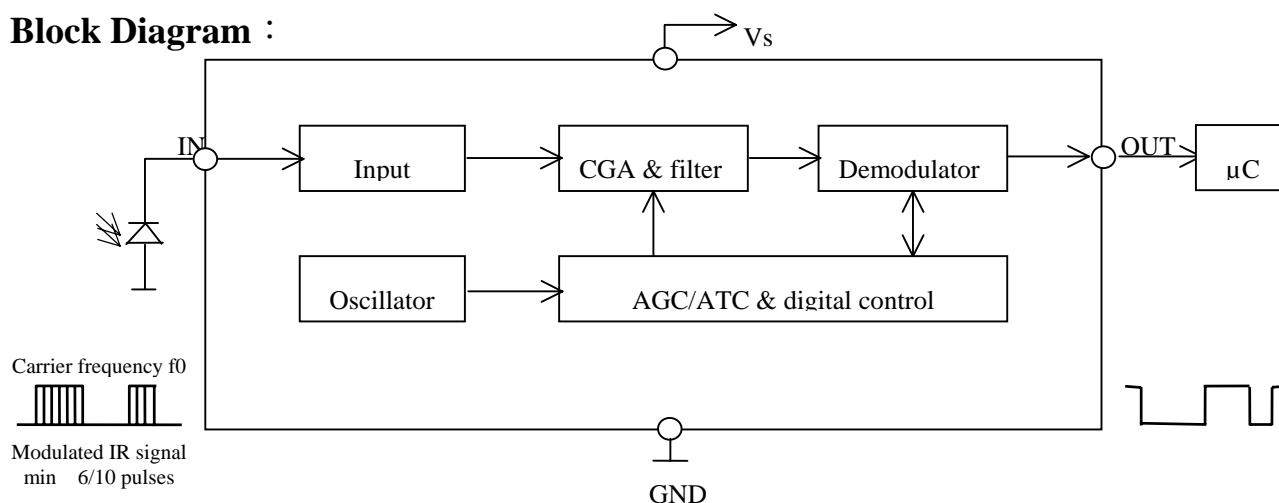 Block Diagram：
Vs
IN
Input
CGA & filter
Demodulator
OUT
µC
Oscillator
AGC/ATC & digital control
Carrier frequency f0
Modulated IR signal
min 6/10 pulses
GND